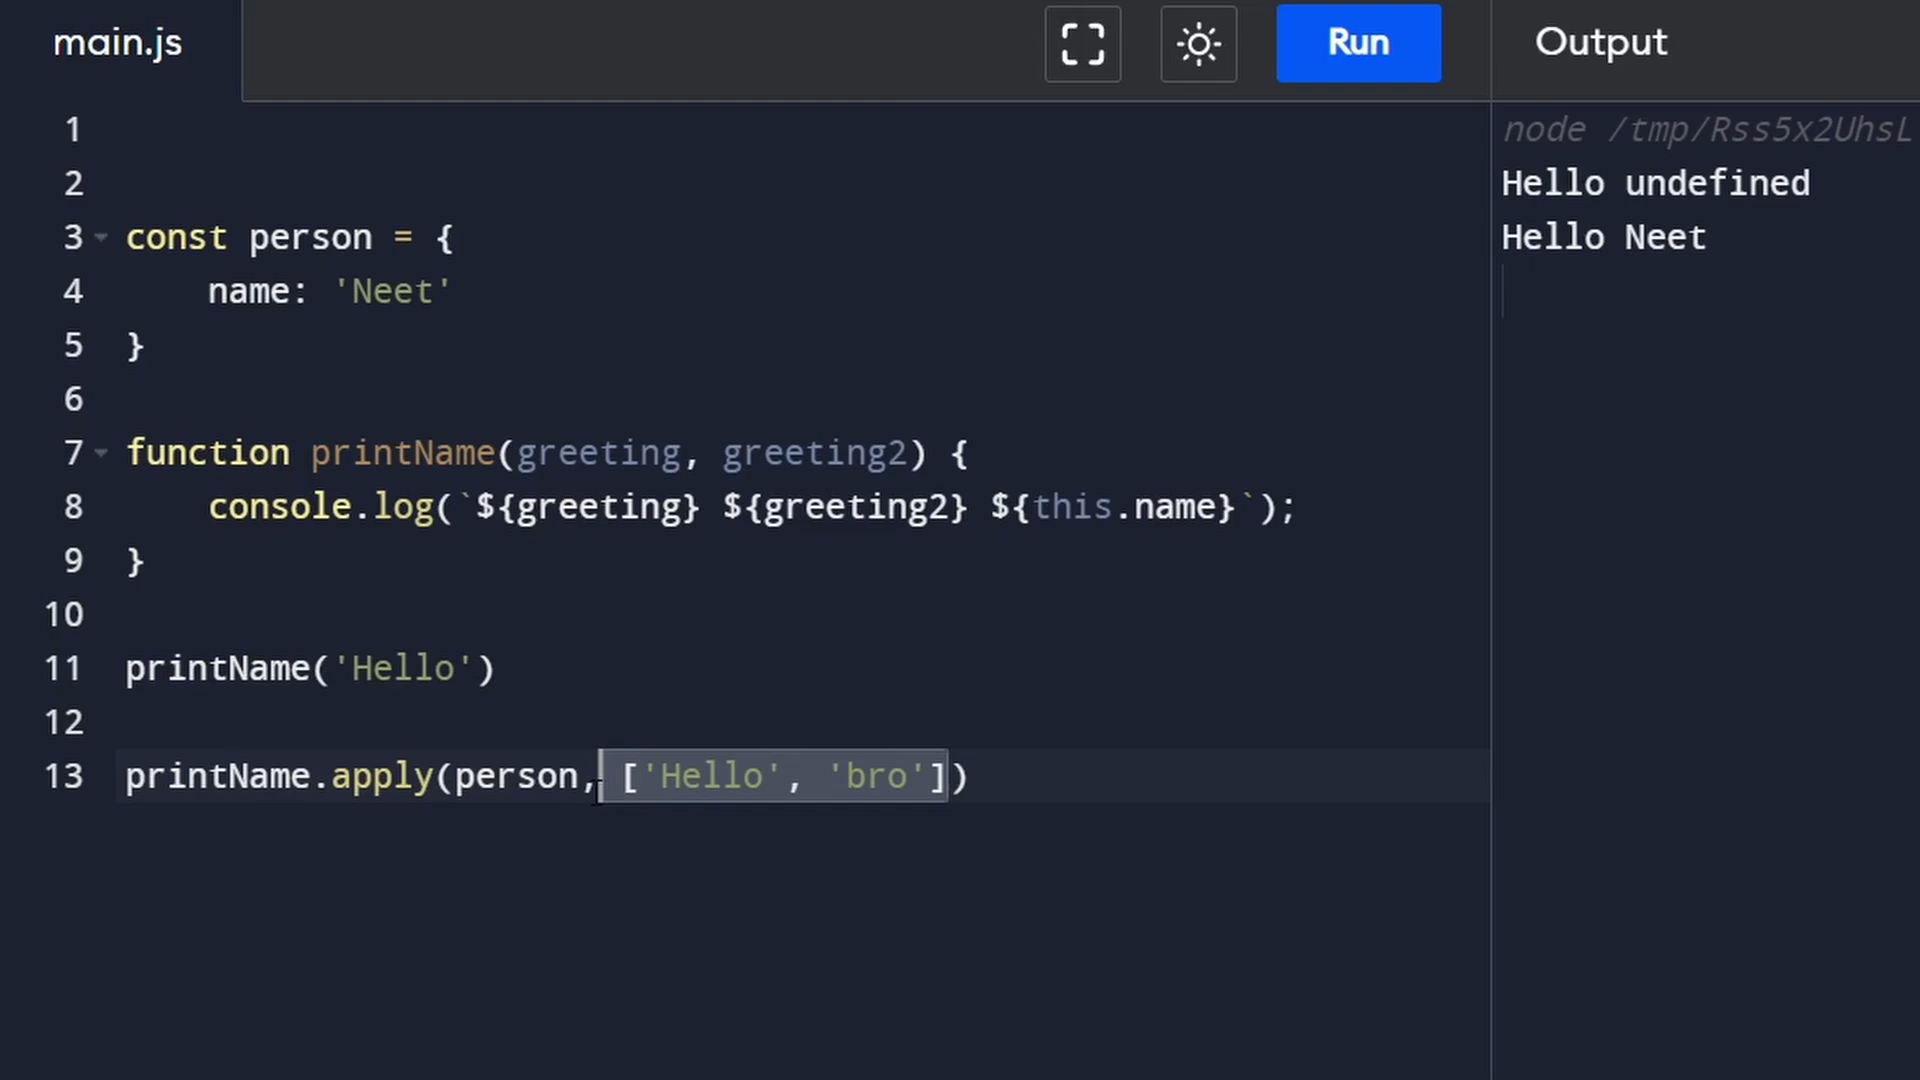 main.js
Run
Output
1
2
3 const person = {
4     name: 'Neet'
5 }
6
7 function printName(greeting, greeting2) {
8     console.log(`${greeting} ${greeting2} ${this.name}`);
9 }
10
11 printName('Hello')
12
13 printName.apply(person, ['Hello', 'bro'])
node /tmp/Rss5x2UhsL
Hello undefined
Hello Neet